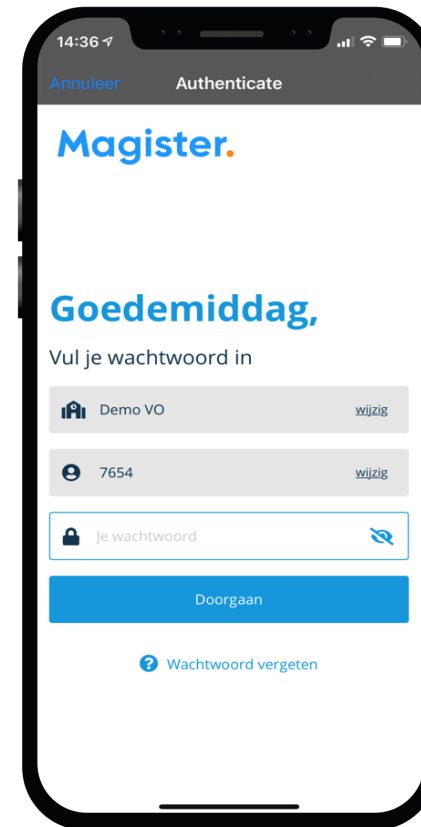 14:36
Annuleer Authenticate
Magister.
Goedemiddag,
Vul je wachtwoord in
Demo VO wijzig
7654 wijzig
Je wachtwoord
Doorgaan
? Wachtwoord vergeten